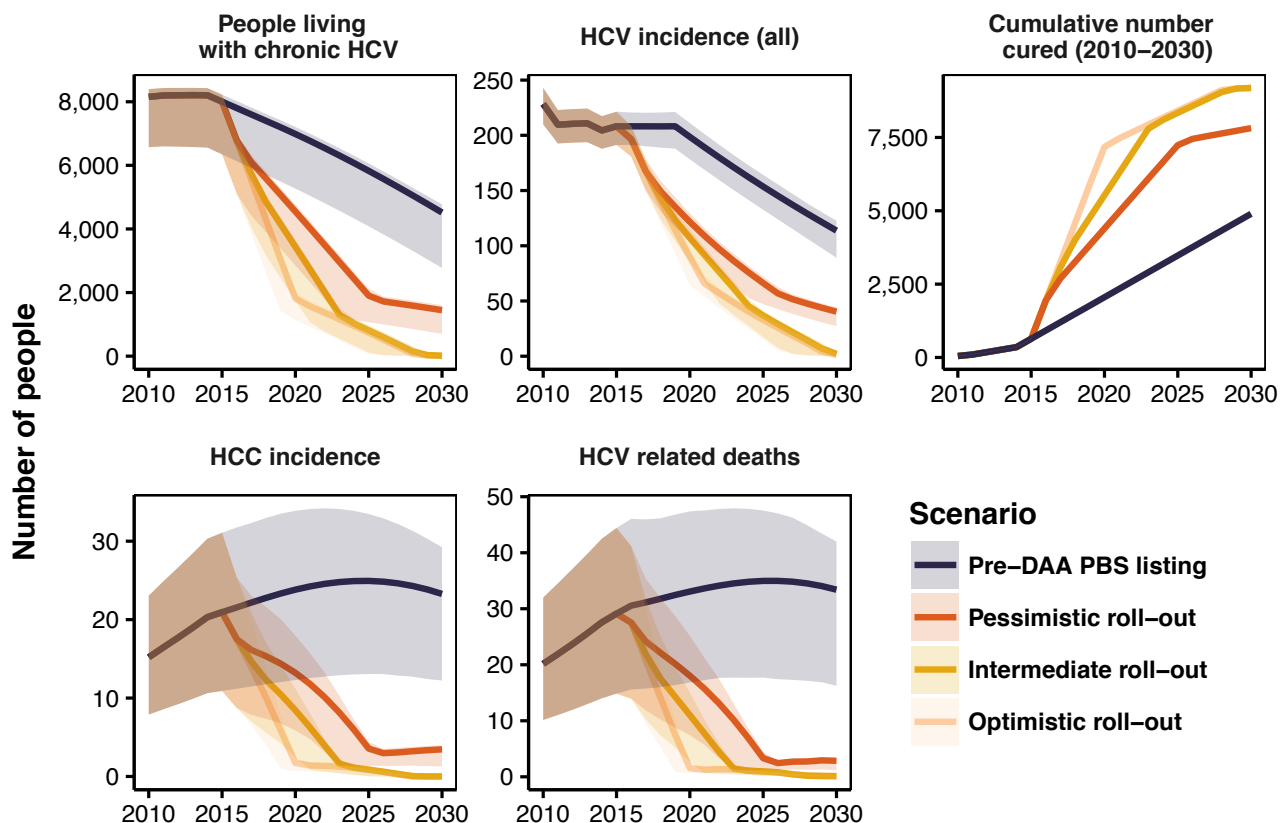 People living
with chronic HCV
HCV incidence (all)
Cumulative number
cured (2010–2030)
8,000
6,000
4,000
2,000
0
2010 2015 2020 2025 2030
250
200
150
100
50
0
2010 2015 2020 2025 2030
7,500
5,000
2,500
0
2010 2015 2020 2025 2030
Number of people
HCC incidence
HCV related deaths
30
20
10
0
2010 2015 2020 2025 2030
50
40
30
20
10
0
2010 2015 2020 2025 2030
Scenario
Pre–DAA PBS listing
Pessimistic roll–out
Intermediate roll–out
Optimistic roll–out